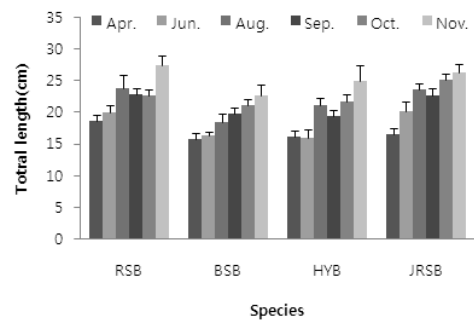 35
Apr. Jun. Aug. Sep. Oct. Nov.
30
25
20
15
10
5
0
Totral length(cm)
RSB BSB HYB JRSB
Species